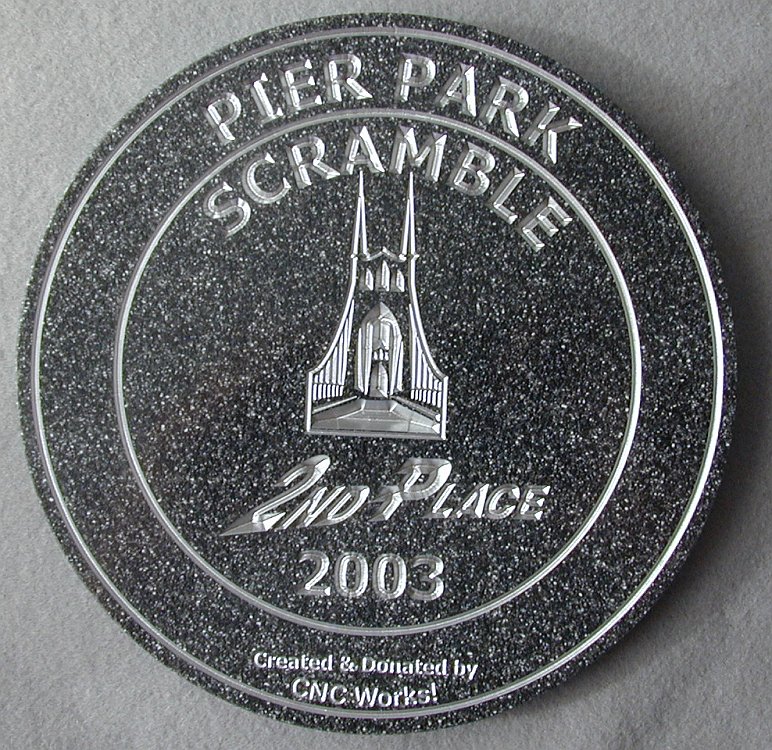 PIER PARK
SCRAMBLE
2ND PLACE
2003
Created & Donated by
CNC Works!